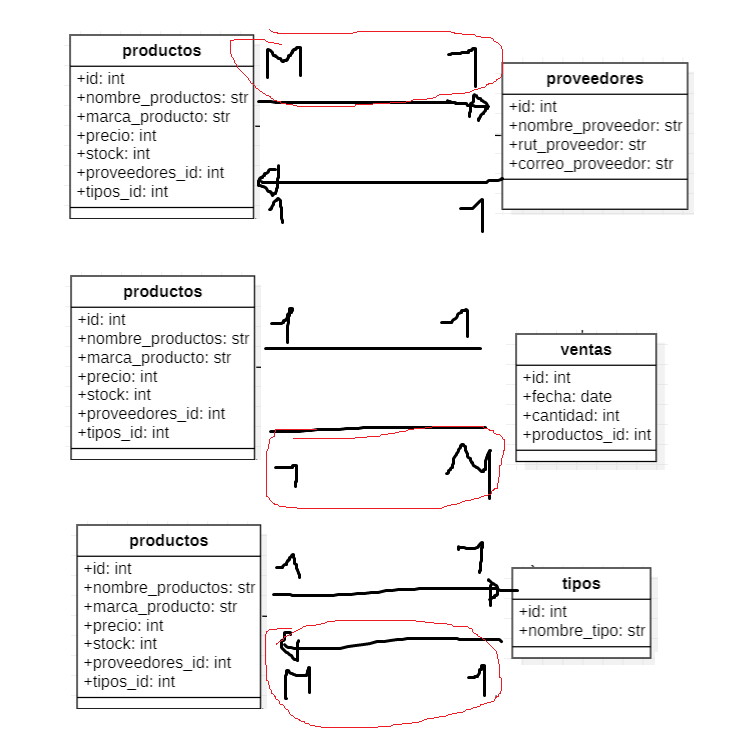 productos
+id: int
+nombre_productos: str
+marca_producto: str
+precio: int
+stock: int
+proveedores_id: int
+tipos_id: int
M 1
1 1
proveedores
+id: int
+nombre_proveedor: str
+rut_proveedor: str
+correo_proveedor: str
productos
+id: int
+nombre_productos: str
+marca_producto: str
+precio: int
+stock: int
+proveedores_id: int
+tipos_id: int
1 1
1 M
ventas
+id: int
+fecha: date
+cantidad: int
+productos_id: int
productos
+id: int
+nombre_productos: str
+marca_producto: str
+precio: int
+stock: int
+proveedores_id: int
+tipos_id: int
1 1
M 1
tipos
+id: int
+nombre_tipo: str